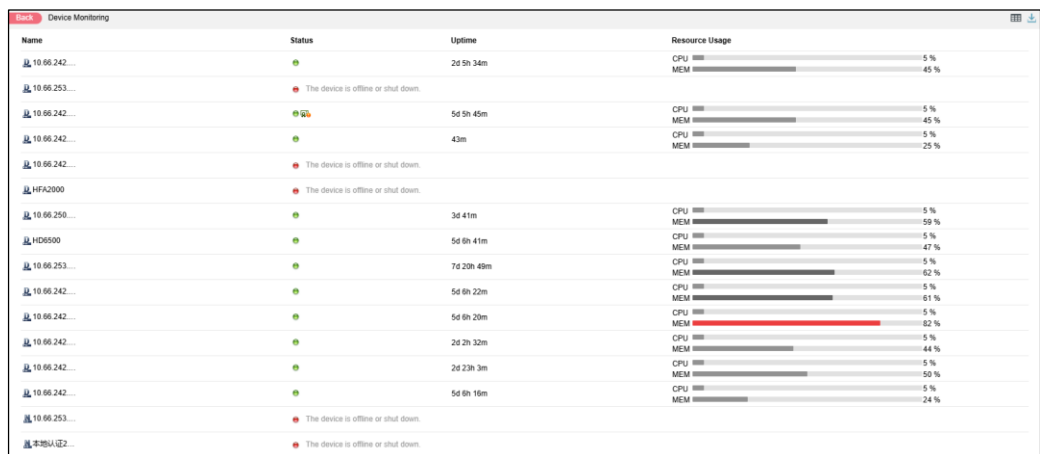 Back Device Monitoring
Name Status Uptime Resource Usage
10.66.242.... 2d 5h 34m CPU 5 %
MEM 45 %
10.66.253.... The device is offline or shut down.
10.66.242.... 5d 5h 45m CPU 5 %
MEM 45 %
10.66.242.... 43m CPU 5 %
MEM 25 %
10.66.242.... The device is offline or shut down.
HFA2000 The device is offline or shut down.
10.66.250.... 3d 41m CPU 5 %
MEM 59 %
HD6500 5d 6h 41m CPU 5 %
MEM 47 %
10.66.253.... 7d 20h 49m CPU 5 %
MEM 62 %
10.66.242.... 5d 6h 22m CPU 5 %
MEM 61 %
10.66.242.... 5d 6h 20m CPU 5 %
MEM 82 %
10.66.242.... 2d 2h 32m CPU 5 %
MEM 44 %
10.66.242.... 2d 23h 3m CPU 5 %
MEM 50 %
10.66.242.... 5d 6h 16m CPU 5 %
MEM 24 %
10.66.253.... The device is offline or shut down.
本地认证2... The device is offline or shut down.